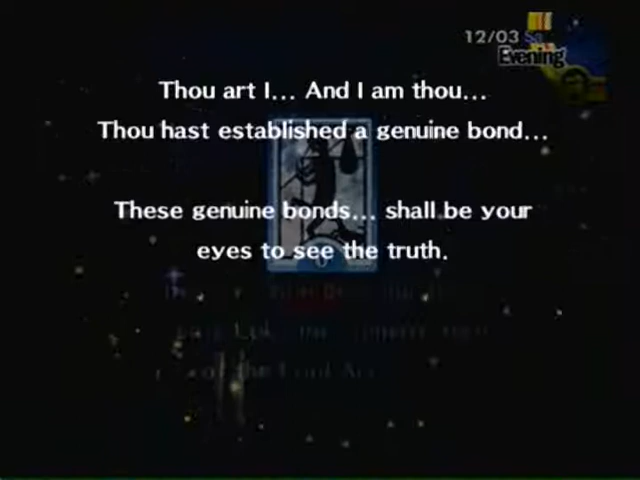 12/03
Evening
Thou art I... And I am thou...
Thou hast established a genuine bond...
These genuine bonds... shall be your
eyes to see the truth.
0